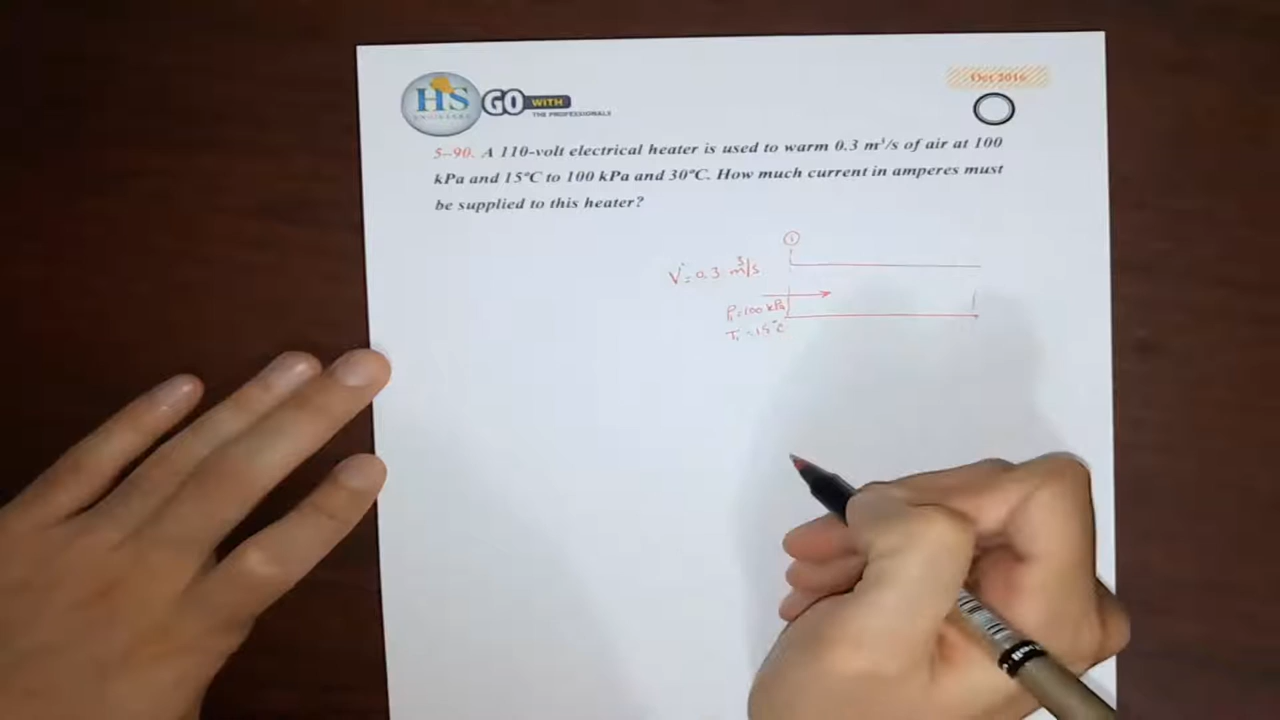 Oct 2016
HS
ENGINEERS
GO WITH
THE PROFESSIONALS
5–90. A 110-volt electrical heater is used to warm 0.3 m³/s of air at 100
kPa and 15°C to 100 kPa and 30°C. How much current in amperes must
be supplied to this heater?
1
V̇ = 0.3 m³/s
P₁ = 100 kPa
T₁ = 15°C